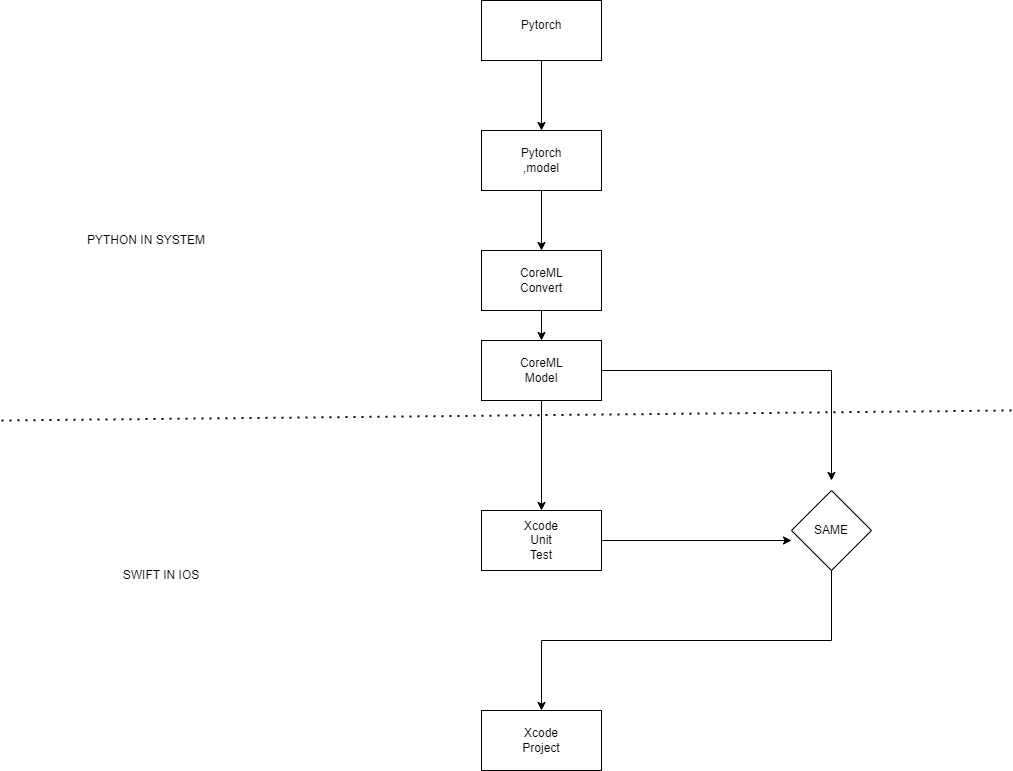 Pytorch
Pytorch
,model
PYTHON IN SYSTEM
CoreML
Convert
CoreML
Model
Xcode
Unit
Test
SAME
SWIFT IN IOS
Xcode
Project